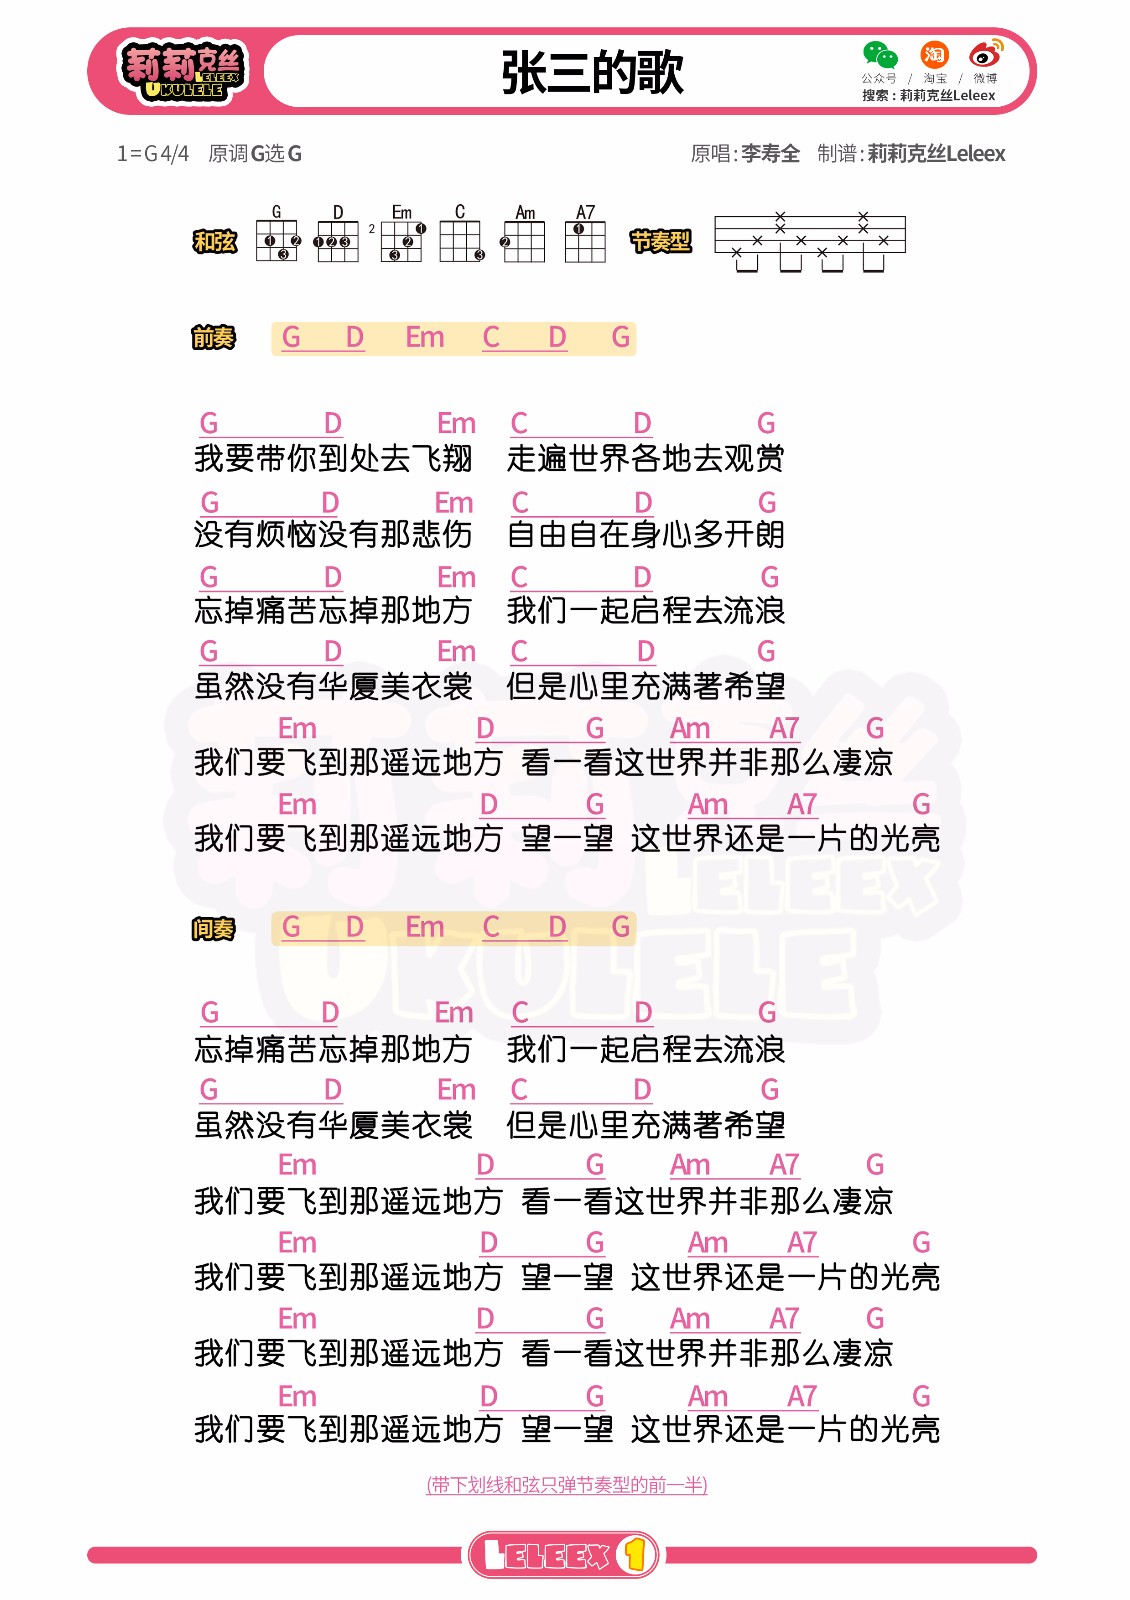 莉莉克丝
LELEEX
UKULELE
张三的歌
公众号 / 淘宝 / 微博
搜索：莉莉克丝Leleex
1=G 4/4 原调G选G
原唱：李寿全 制谱：莉莉克丝Leleex
和弦 G D Em C Am A7 节奏型
2
前奏 G D Em C D G
G D Em C D G
我要带你到处去飞翔 走遍世界各地去观赏
G D Em C D G
没有烦恼没有那悲伤 自由自在身心多开朗
G D Em C D G
忘掉痛苦忘掉那地方 我们一起启程去流浪
G D Em C D G
虽然没有华厦美衣裳 但是心里充满著希望
Em D G Am A7 G
我们要飞到那遥远地方 看一看这世界并非那么凄凉
Em D G Am A7 G
我们要飞到那遥远地方 望一望 这世界还是一片的光亮
间奏 G D Em C D G
G D Em C D G
忘掉痛苦忘掉那地方 我们一起启程去流浪
G D Em C D G
虽然没有华厦美衣裳 但是心里充满著希望
Em D G Am A7 G
我们要飞到那遥远地方 看一看这世界并非那么凄凉
Em D G Am A7 G
我们要飞到那遥远地方 望一望 这世界还是一片的光亮
Em D G Am A7 G
我们要飞到那遥远地方 看一看这世界并非那么凄凉
Em D G Am A7 G
我们要飞到那遥远地方 望一望 这世界还是一片的光亮
(带下划线和弦只弹节奏型的前一半)
LELEEX 1